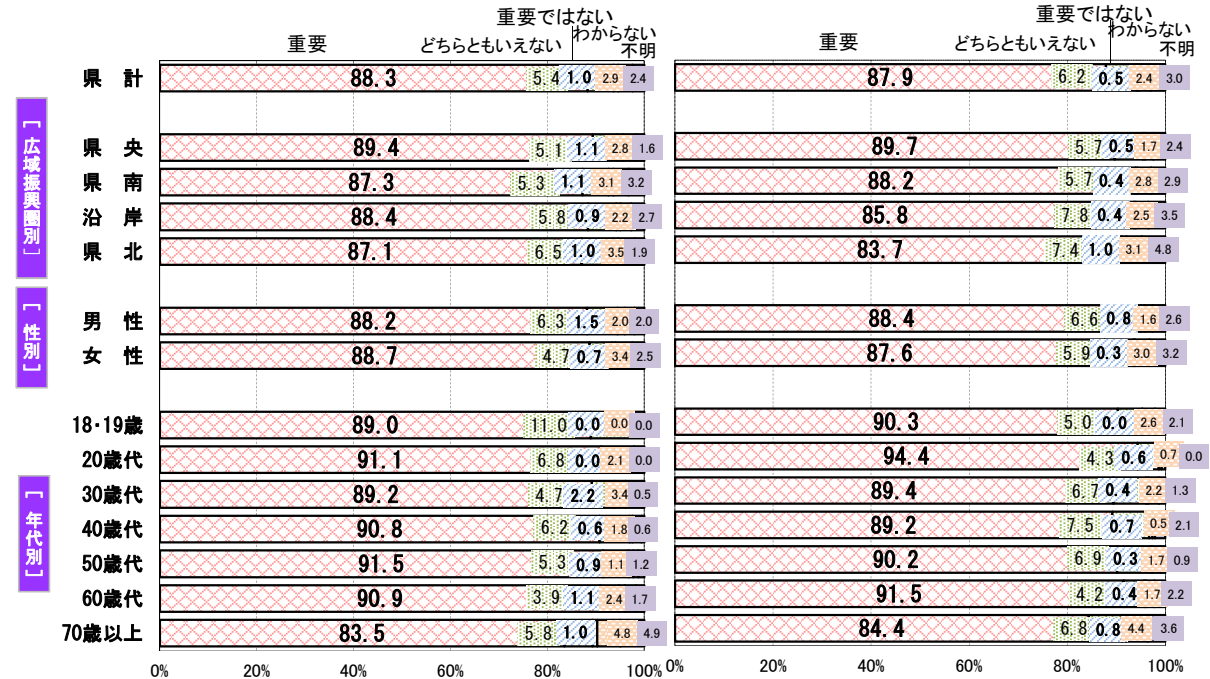 重要ではない 重要ではない
重要 どちらともいえない わからない 重要 どちらともいえない わからない
不明 不明
県 計 88.3 5.4 1.0 2.9 2.4 87.9 6.2 0.5 2.4 3.0
[広域振興圏別]
県 央 89.4 5.1 1.1 2.8 1.6 89.7 5.7 0.5 1.7 2.4
県 南 87.3 5.3 1.1 3.1 3.2 88.2 5.7 0.4 2.8 2.9
沿 岸 88.4 5.8 0.9 2.2 2.7 85.8 7.8 0.4 2.5 3.5
県 北 87.1 6.5 1.0 3.5 1.9 83.7 7.4 1.0 3.1 4.8
[性別]
男 性 88.2 6.3 1.5 2.0 2.0 88.4 6.6 0.8 1.6 2.6
女 性 88.7 4.7 0.7 3.4 2.5 87.6 5.9 0.3 3.0 3.2
[年代別]
18・19歳 89.0 11.0 0.0 0.0 0.0 90.3 5.0 0.0 2.6 2.1
20歳代 91.1 6.8 0.0 2.1 0.0 94.4 4.3 0.6 0.7 0.0
30歳代 89.2 4.7 2.2 3.4 0.5 89.4 6.7 0.4 2.2 1.3
40歳代 90.8 6.2 0.6 1.8 0.6 89.2 7.5 0.7 0.5 2.1
50歳代 91.5 5.3 0.9 1.1 1.2 90.2 6.9 0.3 1.7 0.9
60歳代 90.9 3.9 1.1 2.4 1.7 91.5 4.2 0.4 1.7 2.2
70歳以上 83.5 5.8 1.0 4.8 4.9 84.4 6.8 0.8 4.4 3.6
0% 20% 40% 60% 80% 100% 0% 20% 40% 60% 80% 100%